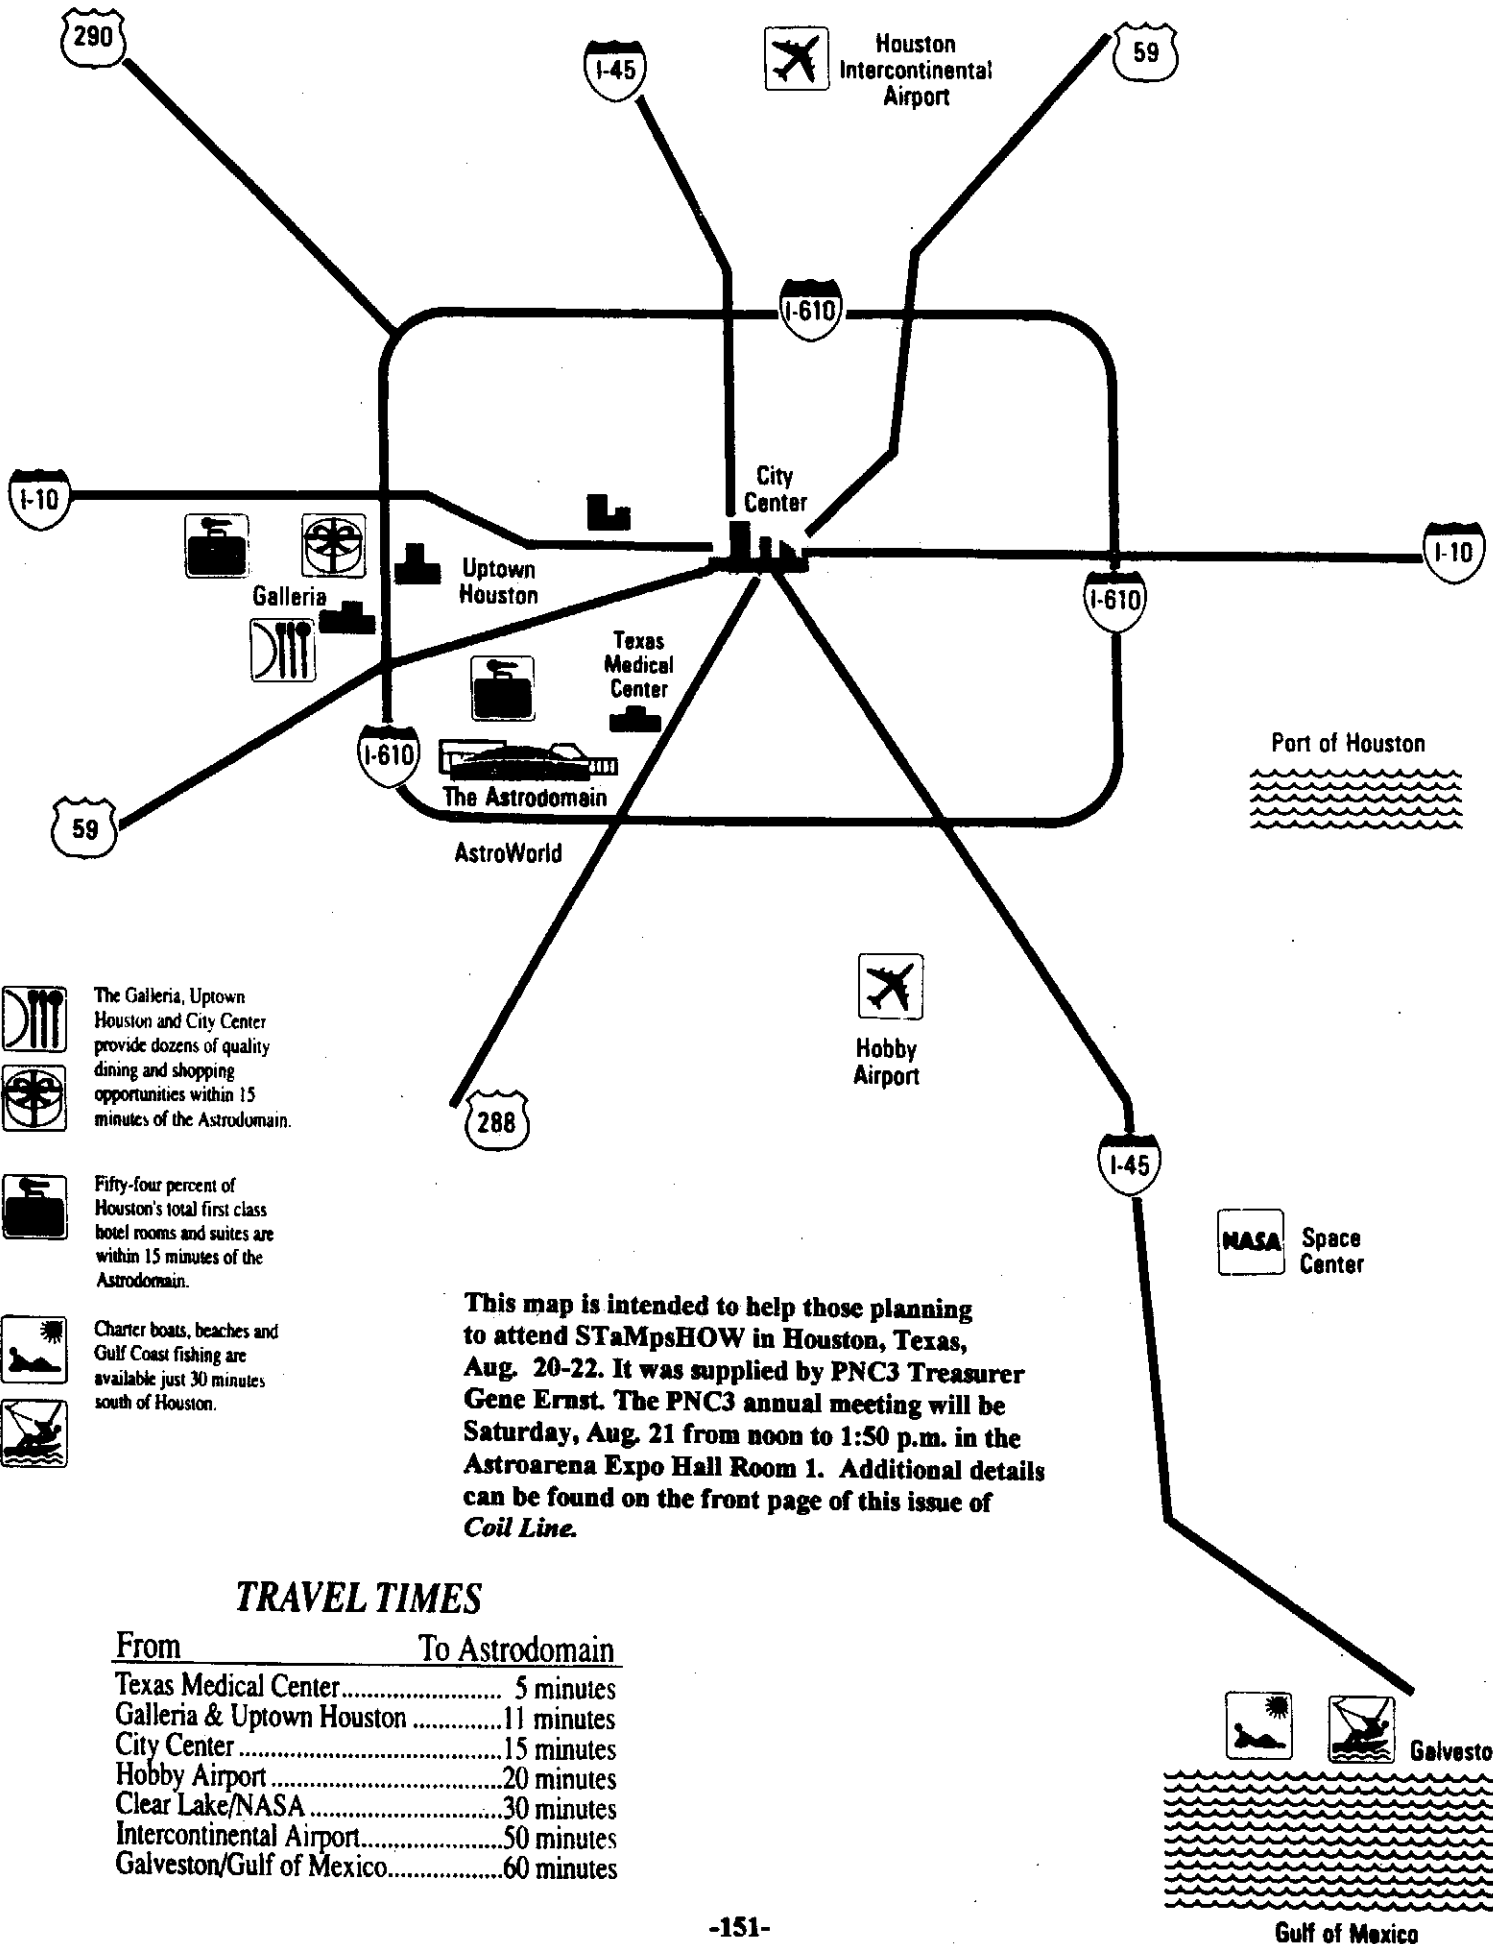 290
I-45
Houston
Intercontinental
Airport
59
I-610
City
Center
I-10
I-10
Uptown
Houston
Galleria
I-610
Texas
Medical
Center
I-610
Port of Houston
The Astrodomain
59
AstroWorld
Hobby
Airport
288
I-45
NASA
Space
Center
The Galleria, Uptown
Houston and City Center
provide dozens of quality
dining and shopping
opportunities within 15
minutes of the Astrodomain.
Fifty-four percent of
Houston's total first class
hotel rooms and suites are
within 15 minutes of the
Astrodomain.
Charter boats, beaches and
Gulf Coast fishing are
available just 30 minutes
south of Houston.
This map is intended to help those planning
to attend STaMpsHOW in Houston, Texas,
Aug. 20-22. It was supplied by PNC3 Treasurer
Gene Ernst. The PNC3 annual meeting will be
Saturday, Aug. 21 from noon to 1:50 p.m. in the
Astroarena Expo Hall Room 1. Additional details
can be found on the front page of this issue of
Coil Line.
TRAVEL TIMES
From To Astrodomain
Texas Medical Center........................ 5 minutes
Galleria & Uptown Houston ..............11 minutes
City Center .........................................15 minutes
Hobby Airport ....................................20 minutes
Clear Lake/NASA ..............................30 minutes
Intercontinental Airport......................50 minutes
Galveston/Gulf of Mexico..................60 minutes
Galvesto
Gulf of Mexico
-151-